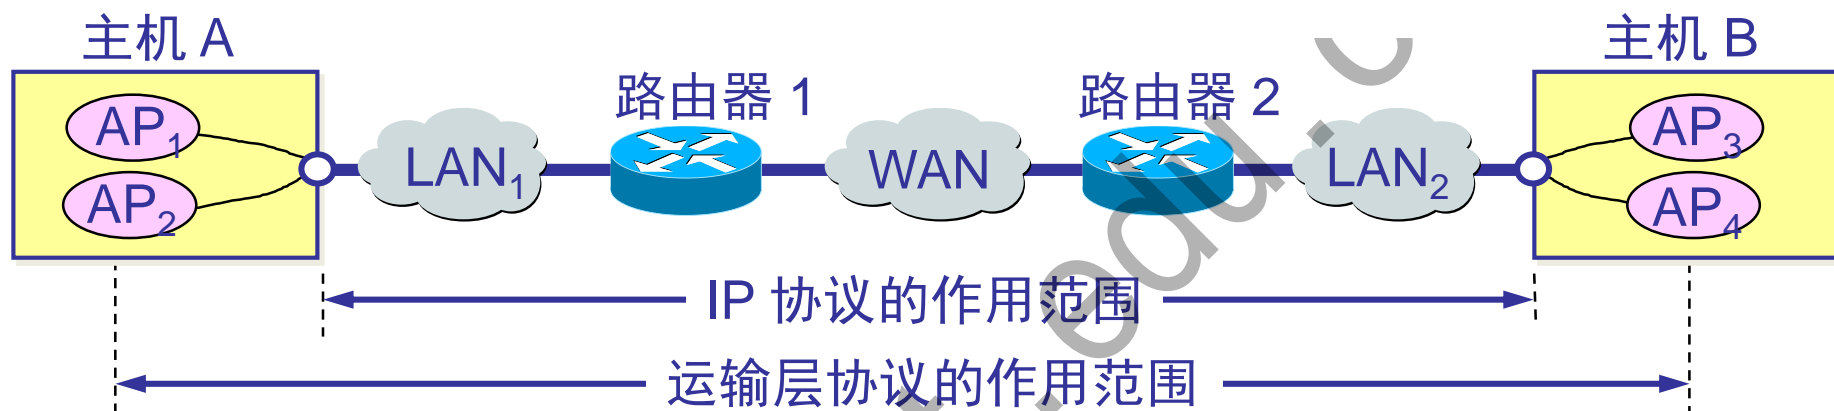 主机 A
主机 B
路由器 1
路由器 2
AP1
AP2
LAN1
WAN
LAN2
AP3
AP4
IP 协议的作用范围
运输层协议的作用范围
.edu.c